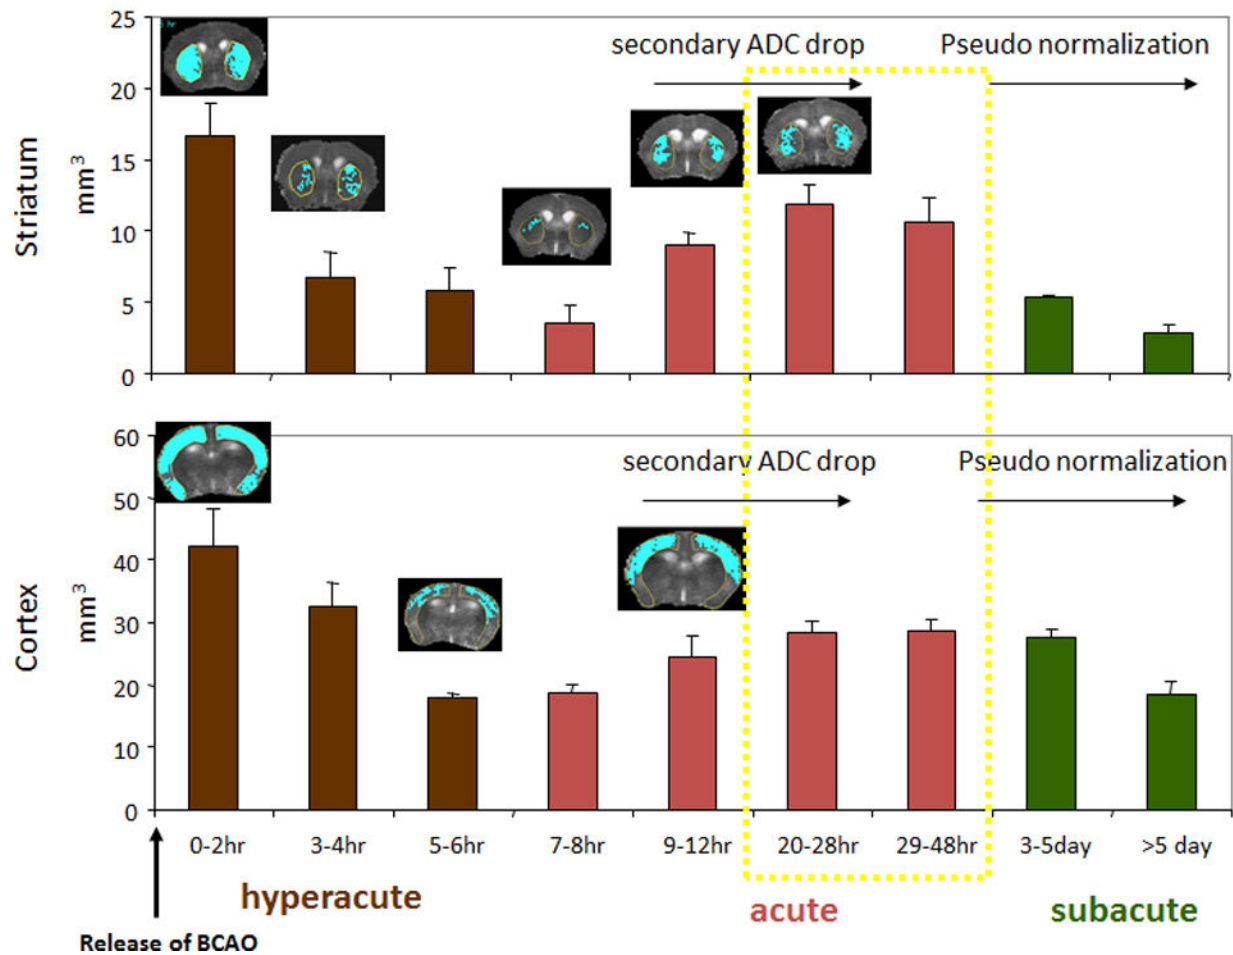 25
20
15
10
5
0
Striatum
mm³
secondary ADC drop
Pseudo normalization
60
50
40
30
20
10
0
Cortex
mm³
secondary ADC drop
Pseudo normalization
0-2hr 3-4hr 5-6hr 7-8hr 9-12hr 20-28hr 29-48hr 3-5day >5 day
hyperacute acute subacute
Release of BCAO